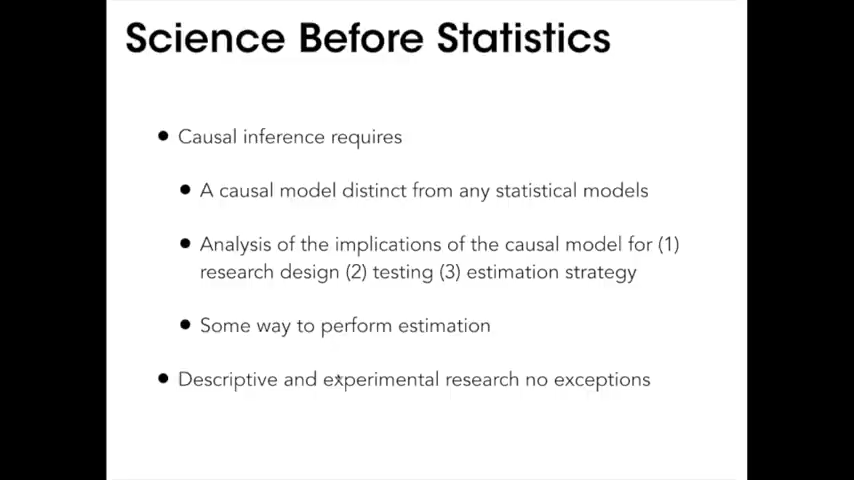 Science Before Statistics
Causal inference requires
A causal model distinct from any statistical models
Analysis of the implications of the causal model for (1)
research design (2) testing (3) estimation strategy
Some way to perform estimation
Descriptive and experimental research no exceptions